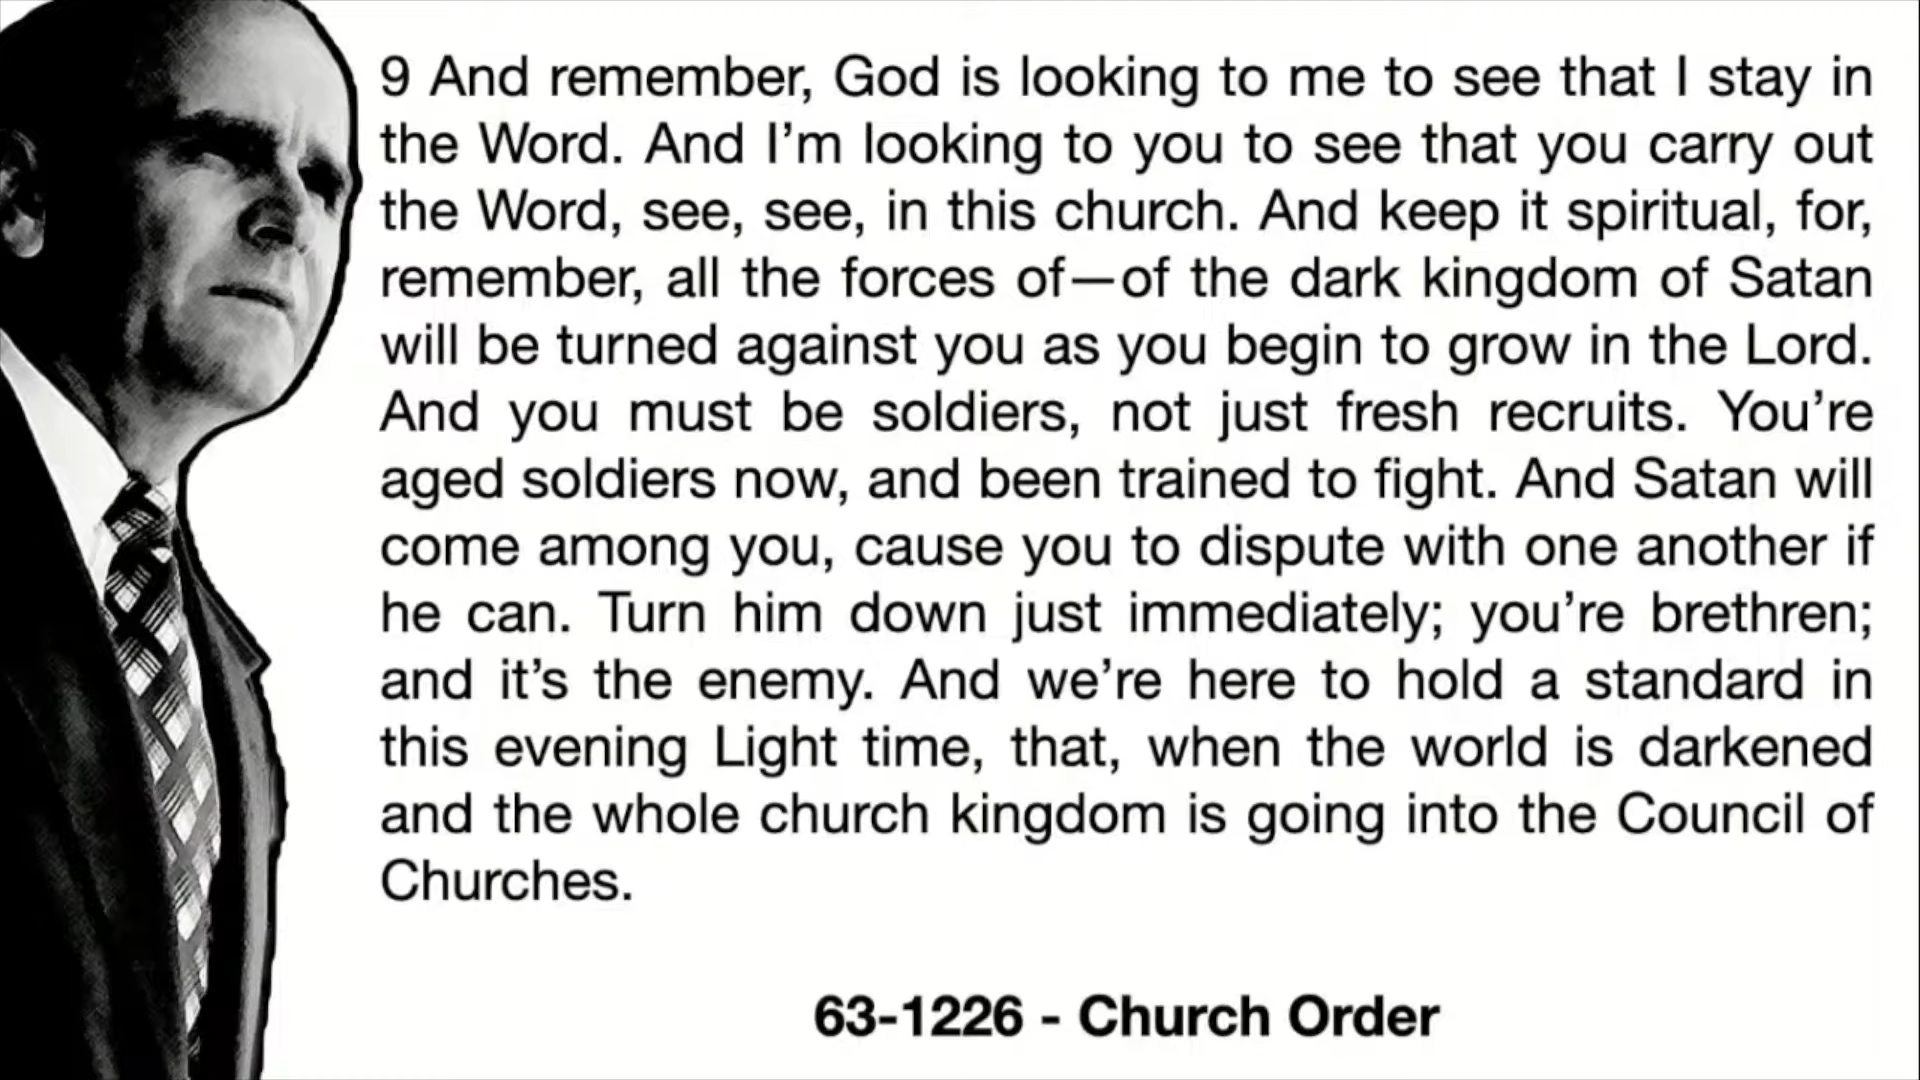 9 And remember, God is looking to me to see that I stay in
the Word. And I’m looking to you to see that you carry out
the Word, see, see, in this church. And keep it spiritual, for,
remember, all the forces of—of the dark kingdom of Satan
will be turned against you as you begin to grow in the Lord.
And you must be soldiers, not just fresh recruits. You’re
aged soldiers now, and been trained to fight. And Satan will
come among you, cause you to dispute with one another if
he can. Turn him down just immediately; you’re brethren;
and it’s the enemy. And we’re here to hold a standard in
this evening Light time, that, when the world is darkened
and the whole church kingdom is going into the Council of
Churches.
63-1226 - Church Order